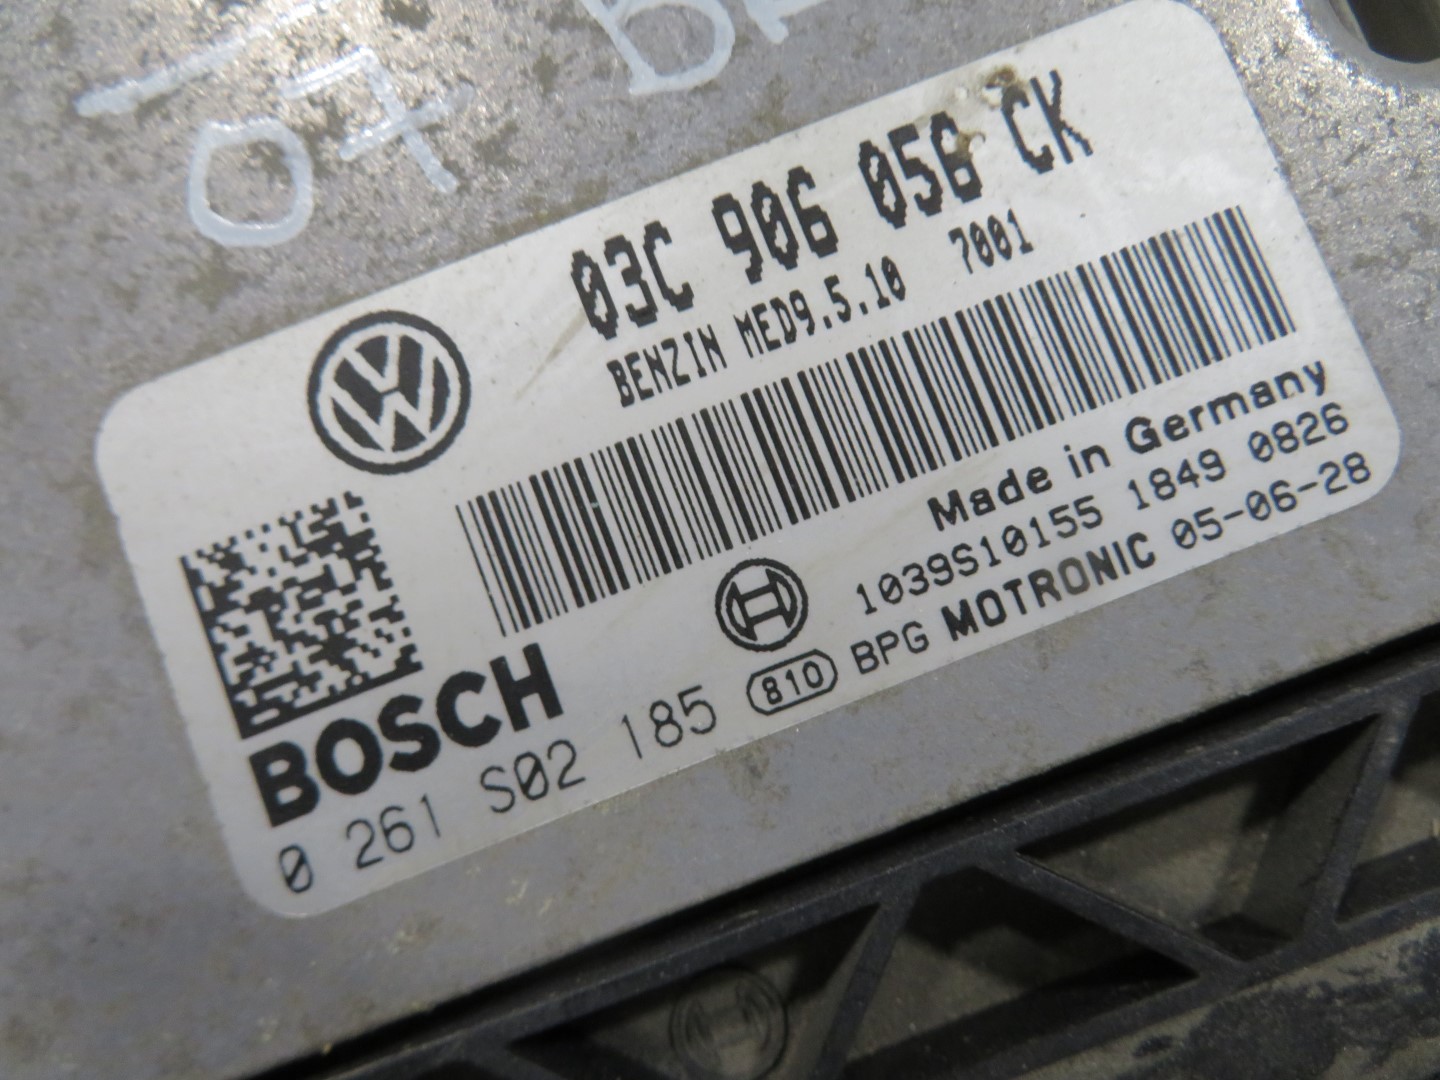 07
03C 906 056 CK
BENZIN MED9.5.10 7001
Made in Germany
1039S10155 1849 0826
810 BPG MOTRONIC 05-06-28
BOSCH
0 261 S02 185